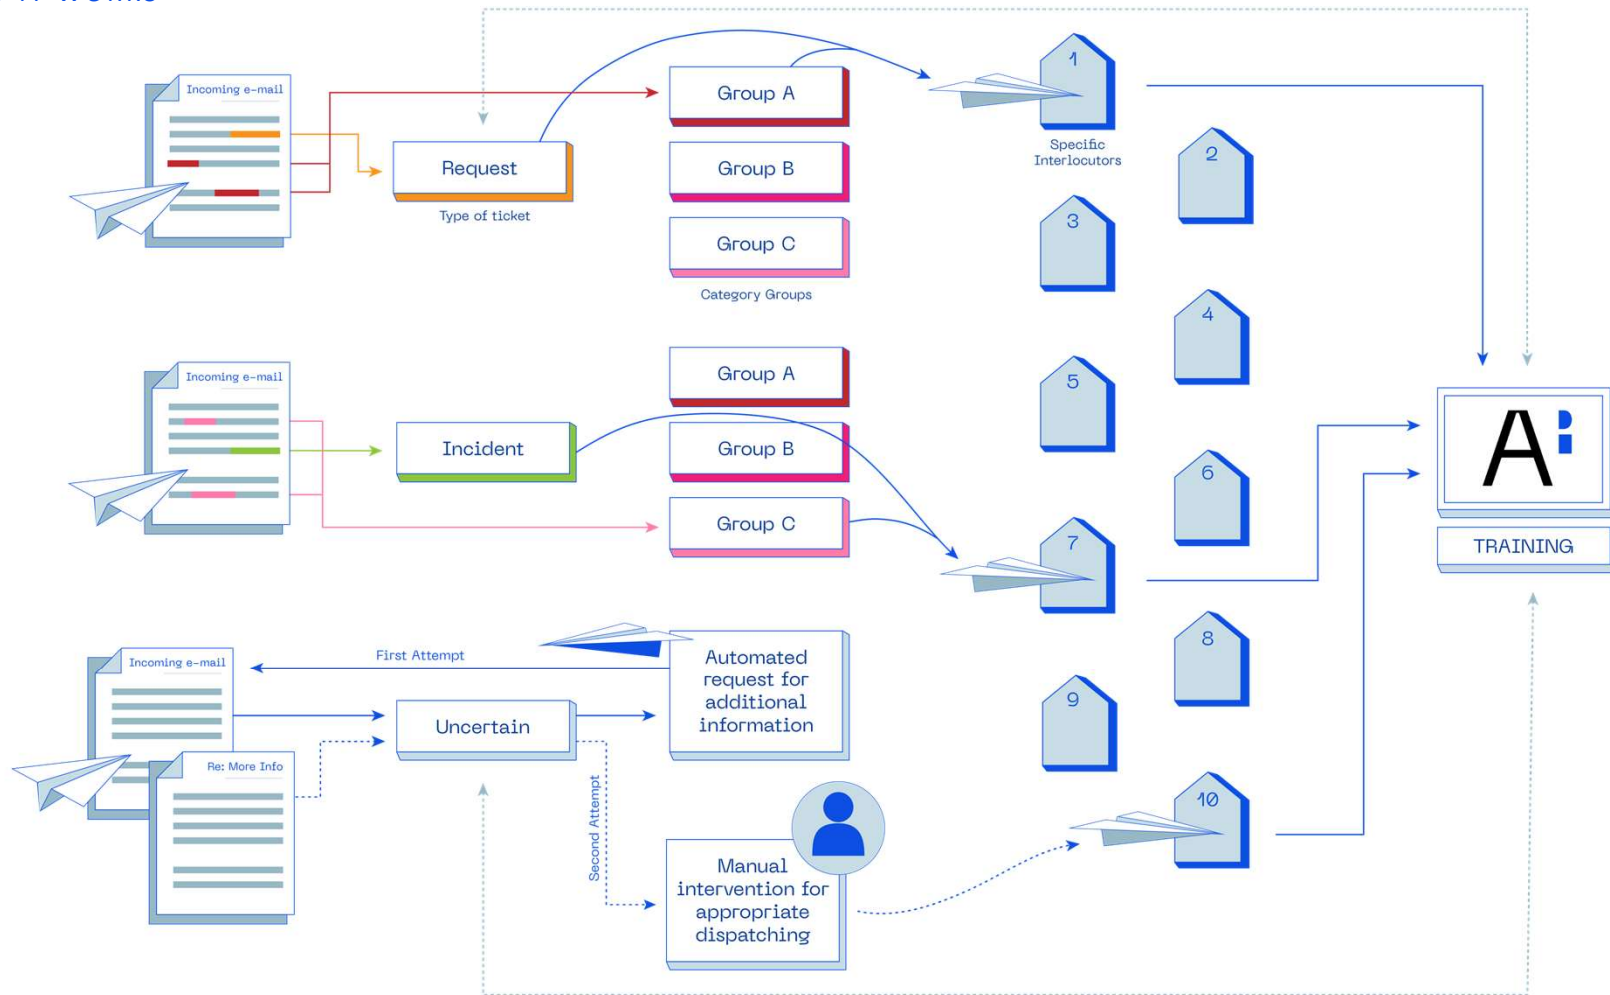 Incoming e-mail
Request
Type of ticket
Group A
Group B
Group C
Category Groups
1
Specific
Interlocutors
2
3
4
Incoming e-mail
Incident
Group A
Group B
Group C
5
6
7
A
TRAINING
Incoming e-mail
First Attempt
Re: More Info
Uncertain
Automated
request for
additional
information
Second Attempt
Manual
intervention for
appropriate
dispatching
8
9
10